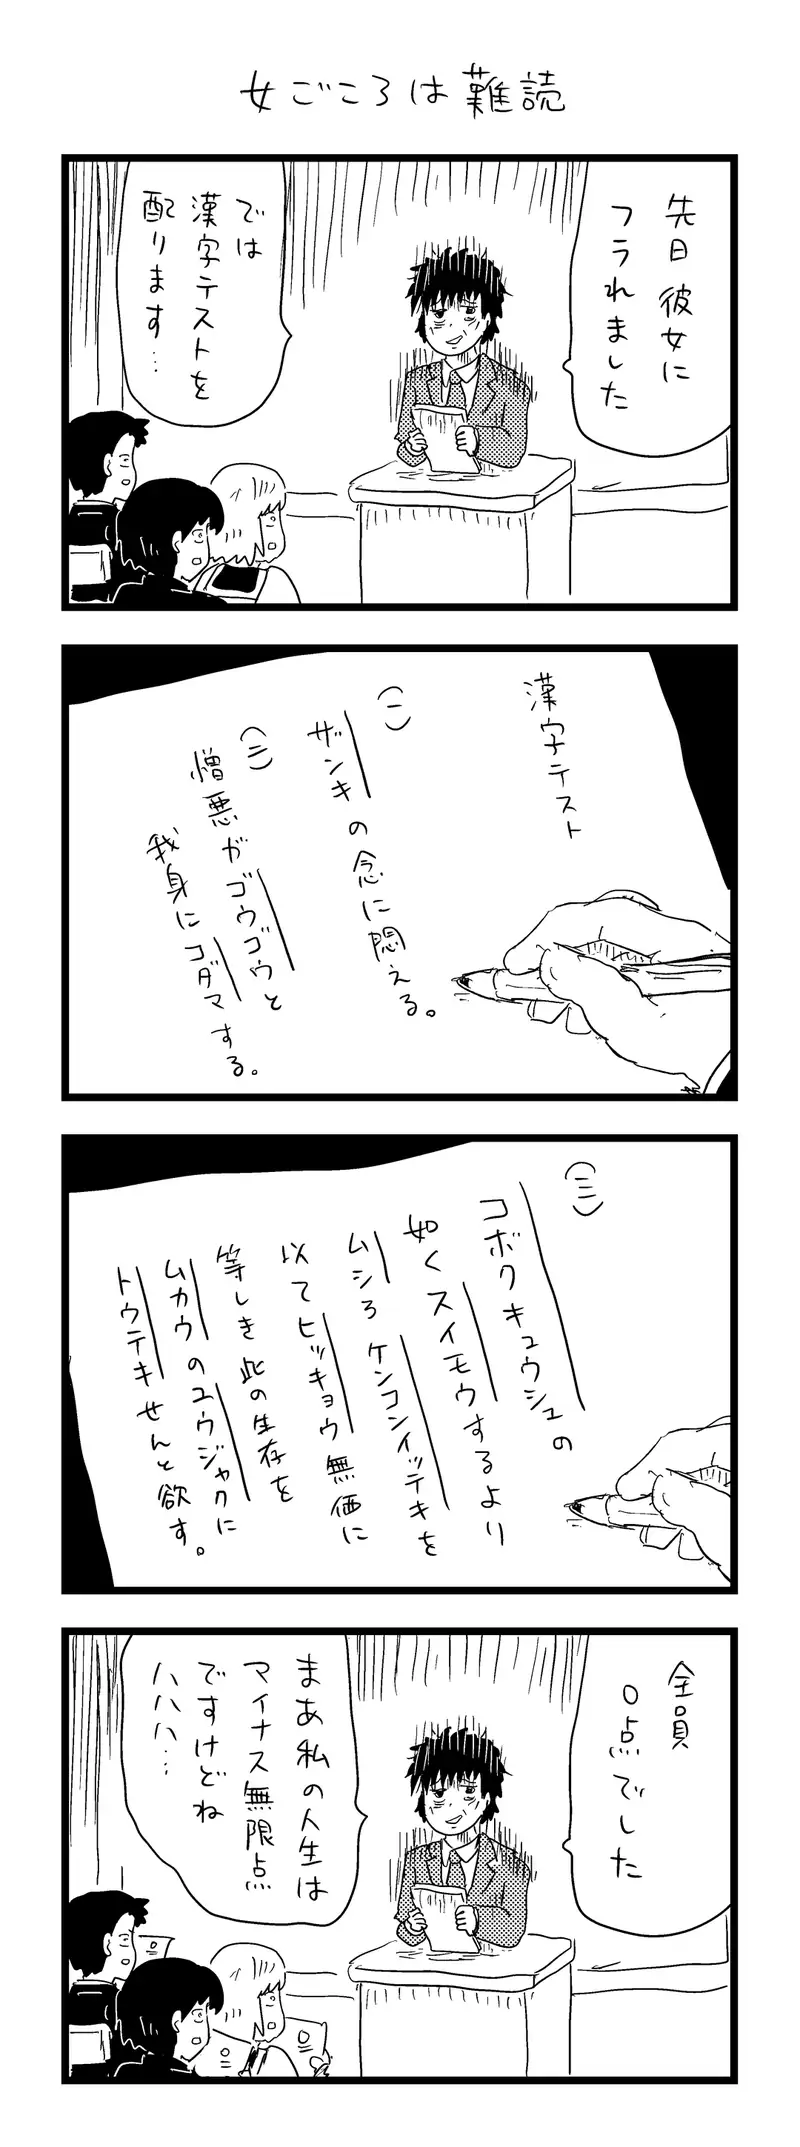 女ごころは難読
先日彼女に
フラれました
では
漢字テストを
配ります…
漢字テスト
(一)
ザンキの念に悶える。
(二)
憎悪がゴウゴウと
我身にコダマする。
(三)
コボクキュウシュの
如くスイモウするより
ムシろケンコンイッテキを
以てヒッキョウ無価に
等しき此の生存を
ムカウのユウジャクに
トウテキせんと欲す。
全員
0点でした
まあ私の人生は
マイナス無限点
ですけどね
ハハハ…